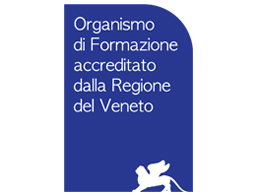 Organismo
di Formazione
accreditato
dalla Regione
del Veneto